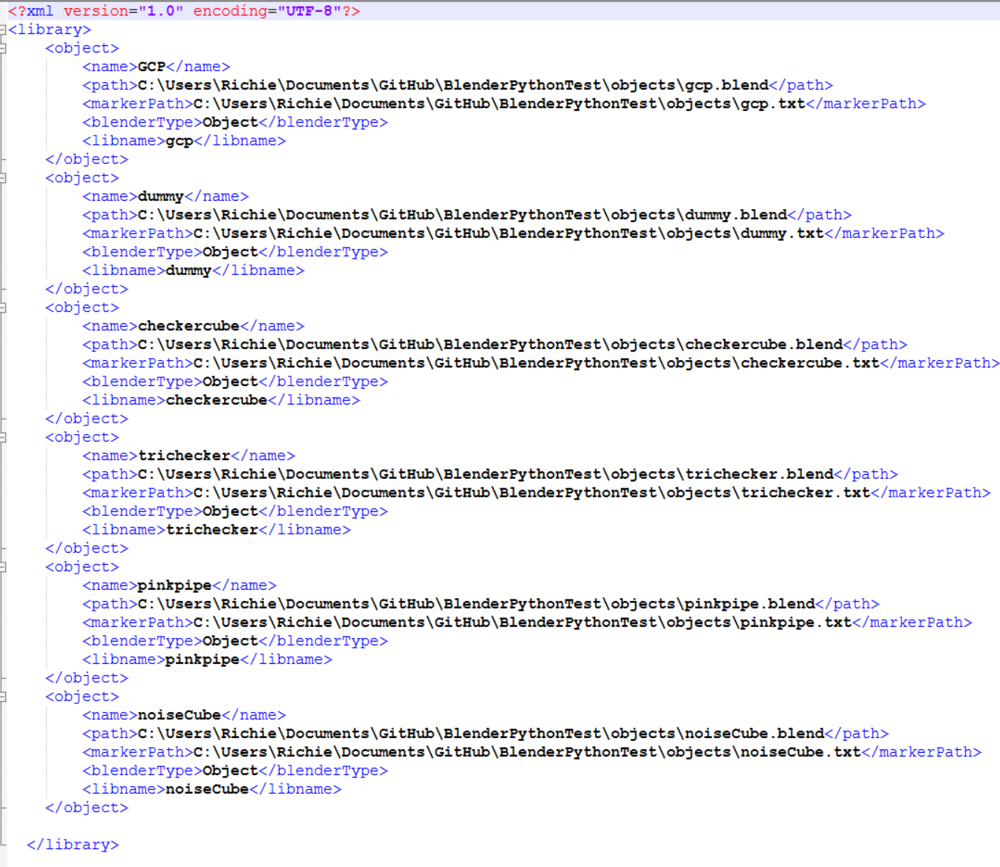 <?xml version="1.0" encoding="UTF-8"?>
<library>
    <object>
        <name>GCP</name>
        <path>C:\Users\Richie\Documents\GitHub\BlenderPythonTest\objects\gcp.blend</path>
        <markerPath>C:\Users\Richie\Documents\GitHub\BlenderPythonTest\objects\gcp.txt</markerPath>
        <blenderType>Object</blenderType>
        <libname>gcp</libname>
    </object>
    <object>
        <name>dummy</name>
        <path>C:\Users\Richie\Documents\GitHub\BlenderPythonTest\objects\dummy.blend</path>
        <markerPath>C:\Users\Richie\Documents\GitHub\BlenderPythonTest\objects\dummy.txt</markerPath>
        <blenderType>Object</blenderType>
        <libname>dummy</libname>
    </object>
    <object>
        <name>checkercube</name>
        <path>C:\Users\Richie\Documents\GitHub\BlenderPythonTest\objects\checkercube.blend</path>
        <markerPath>C:\Users\Richie\Documents\GitHub\BlenderPythonTest\objects\checkercube.txt</markerPath>
        <blenderType>Object</blenderType>
        <libname>checkercube</libname>
    </object>
    <object>
        <name>trichecker</name>
        <path>C:\Users\Richie\Documents\GitHub\BlenderPythonTest\objects\trichecker.blend</path>
        <markerPath>C:\Users\Richie\Documents\GitHub\BlenderPythonTest\objects\trichecker.txt</markerPath>
        <blenderType>Object</blenderType>
        <libname>trichecker</libname>
    </object>
    <object>
        <name>pinkpipe</name>
        <path>C:\Users\Richie\Documents\GitHub\BlenderPythonTest\objects\pinkpipe.blend</path>
        <markerPath>C:\Users\Richie\Documents\GitHub\BlenderPythonTest\objects\pinkpipe.txt</markerPath>
        <blenderType>Object</blenderType>
        <libname>pinkpipe</libname>
    </object>
    <object>
        <name>noiseCube</name>
        <path>C:\Users\Richie\Documents\GitHub\BlenderPythonTest\objects\noiseCube.blend</path>
        <markerPath>C:\Users\Richie\Documents\GitHub\BlenderPythonTest\objects\noiseCube.txt</markerPath>
        <blenderType>Object</blenderType>
        <libname>noiseCube</libname>
    </object>
  </library>